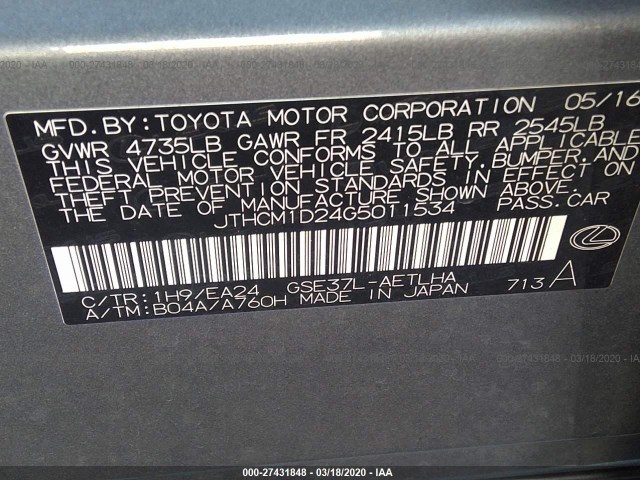 MFD.BY:TOYOTA MOTOR CORPORATION 05/16
GVWR 4735LB GAWR FR 2415LB RR 2545LB
THIS VEHICLE CONFORMS TO ALL APPLICABLE
FEDERAL MOTOR VEHICLE SAFETY,BUMPER,AND
THEFT PREVENTION STANDARDS IN EFFECT ON
THE DATE OF MANUFACTURE SHOWN ABOVE.
JTHCM1D24G5011534 PASS.CAR
C/TR:1H9/EA24 GSE37L-AETLHA 713 A
A/TM:B04A/A760H MADE IN JAPAN
000-27431848 - 03/18/2020 - IAA